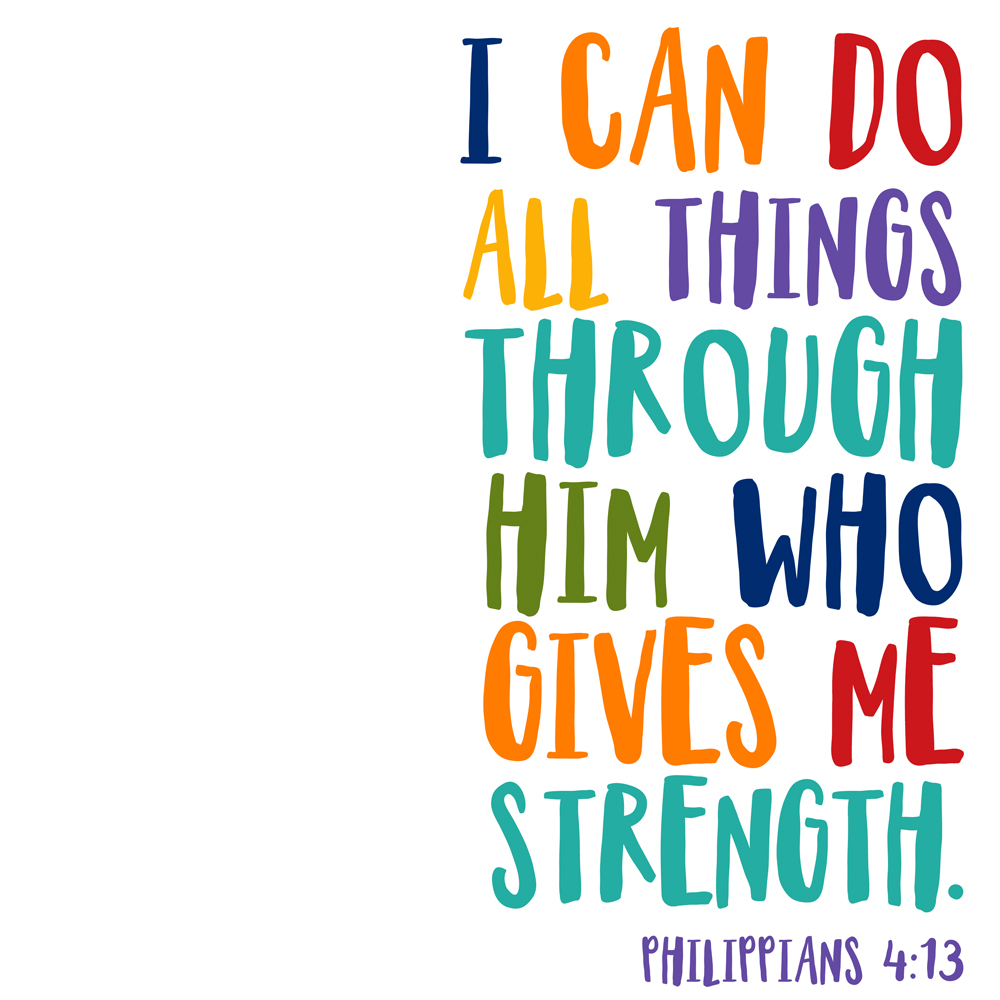 I CAN DO
ALL THINGS
THROUGH
HIM WHO
GIVES ME
STRENGTH.
PHILIPPIANS 4:13